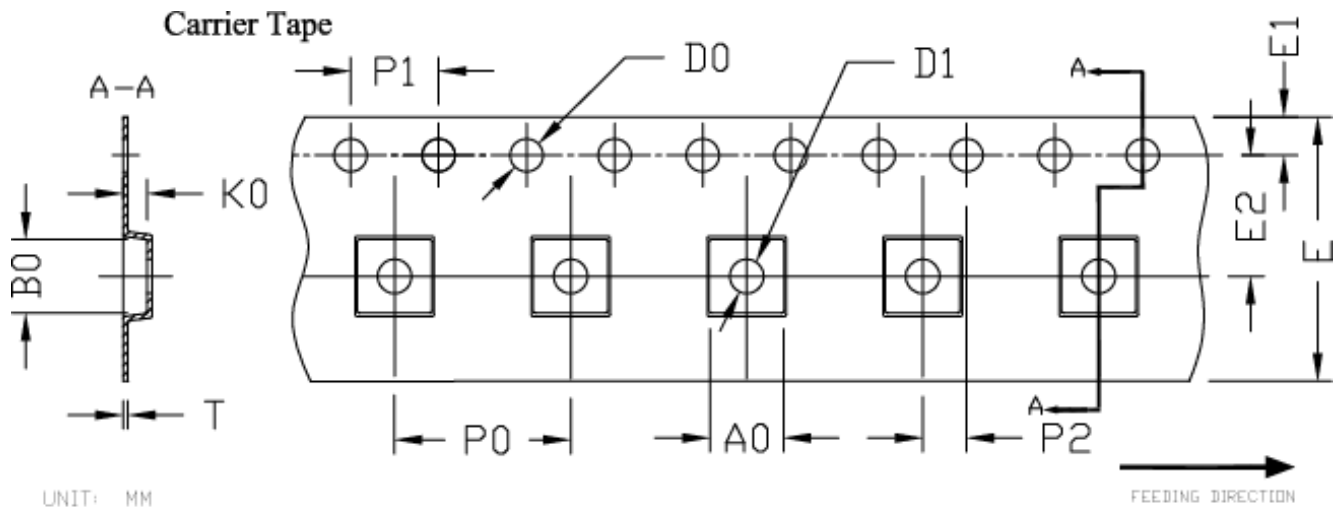 Carrier Tape
P1
D0
D1
A
E1
A-A
K0
E2
E
B0
T
P0
A0
A
P2
UNIT: MM
FEEDING DIRECTION